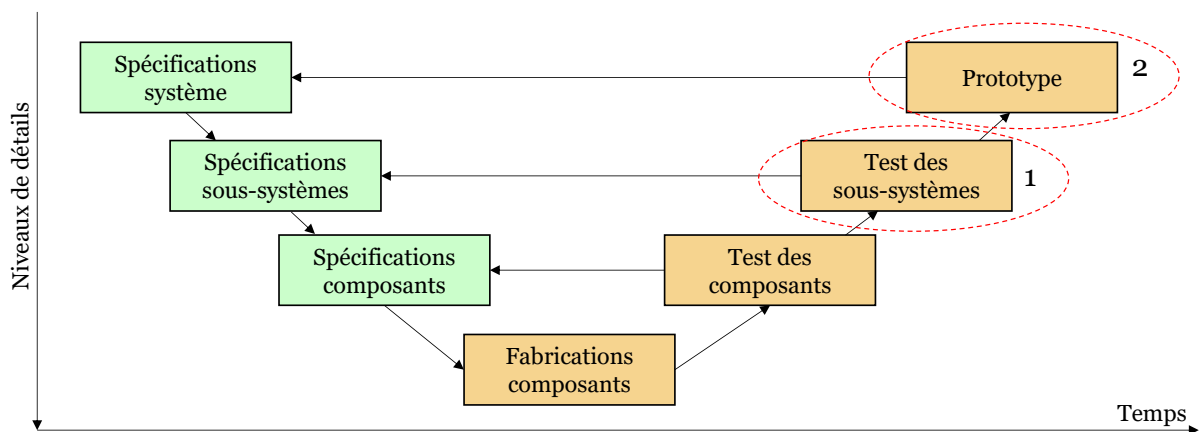 Spécifications
système
Prototype
2
Spécifications
sous-systèmes
Test des
sous-systèmes
1
Spécifications
composants
Test des
composants
Fabrications
composants
Niveaux de détails
Temps